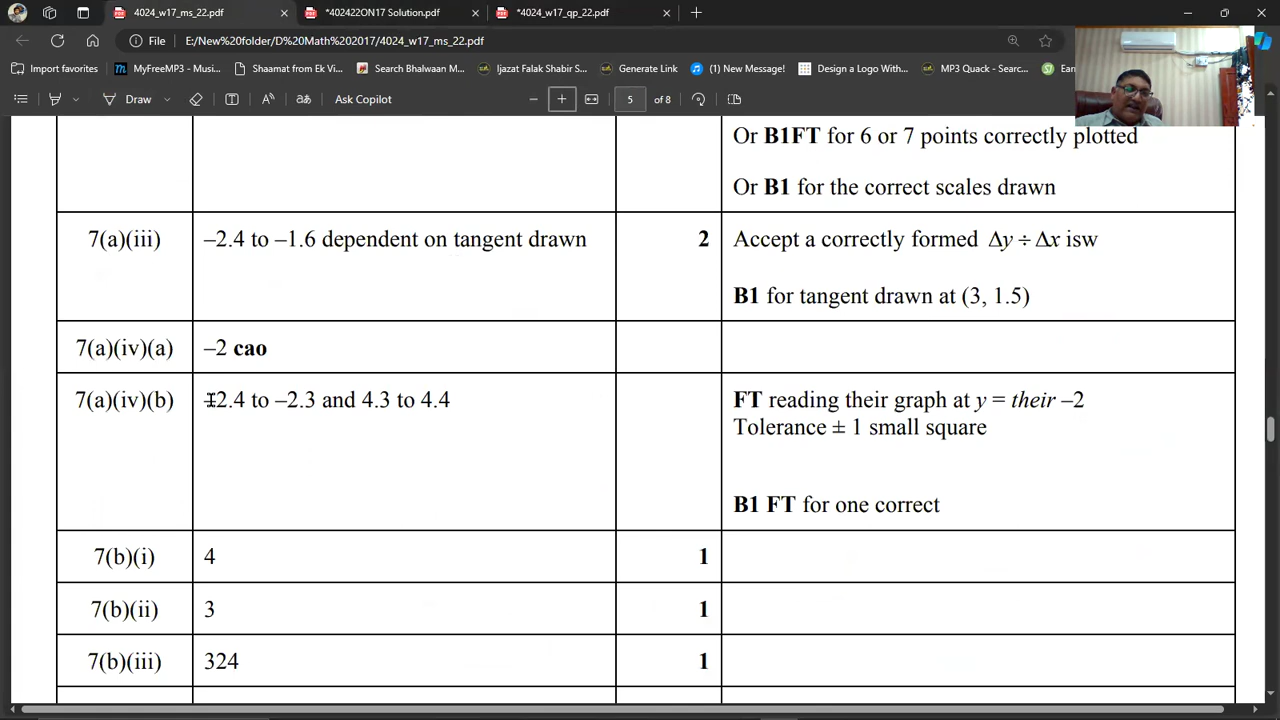 4024_w17_ms_22.pdf
*402422ON17 Solution.pdf
*4024_w17_qp_22.pdf
File
E:/New%20folder/D%20Math%202017/4024_w17_ms_22.pdf
Import favorites
MyFreeMP3 - Musi...
Shaamat from Ek Vi...
Search Bhalwaan M...
Ijazat Falak Shabir S...
Generate Link
(1) New Message!
Design a Logo With...
MP3 Quack - Searc...
Draw
Ask Copilot
5 of 8
Or B1FT for 6 or 7 points correctly plotted
Or B1 for the correct scales drawn
7(a)(iii) –2.4 to –1.6 dependent on tangent drawn 2 Accept a correctly formed Δy ÷ Δx isw
B1 for tangent drawn at (3, 1.5)
7(a)(iv)(a) –2 cao
7(a)(iv)(b) –2.4 to –2.3 and 4.3 to 4.4 FT reading their graph at y = their –2
Tolerance ± 1 small square
B1 FT for one correct
7(b)(i) 4 1
7(b)(ii) 3 1
7(b)(iii) 324 1